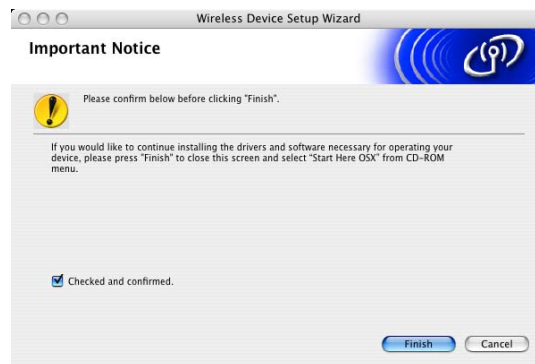 Wireless Device Setup Wizard
Important Notice
Please confirm below before clicking "Finish".
If you would like to continue installing the drivers and software necessary for operating your
device, please press "Finish" to close this screen and select "Start Here OSX" from CD-ROM
menu.
Checked and confirmed.
Finish
Cancel